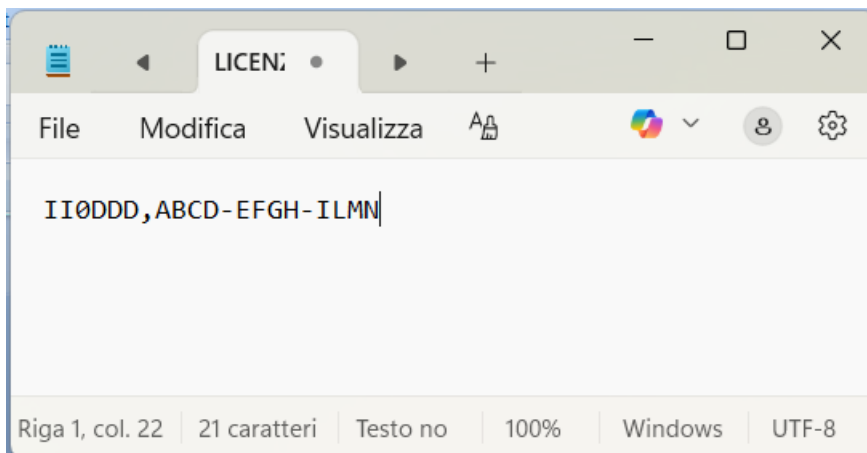 LICENZ
File Modifica Visualizza
II0DDD,ABCD-EFGH-ILMN
Riga 1, col. 22 21 caratteri Testo no 100% Windows UTF-8